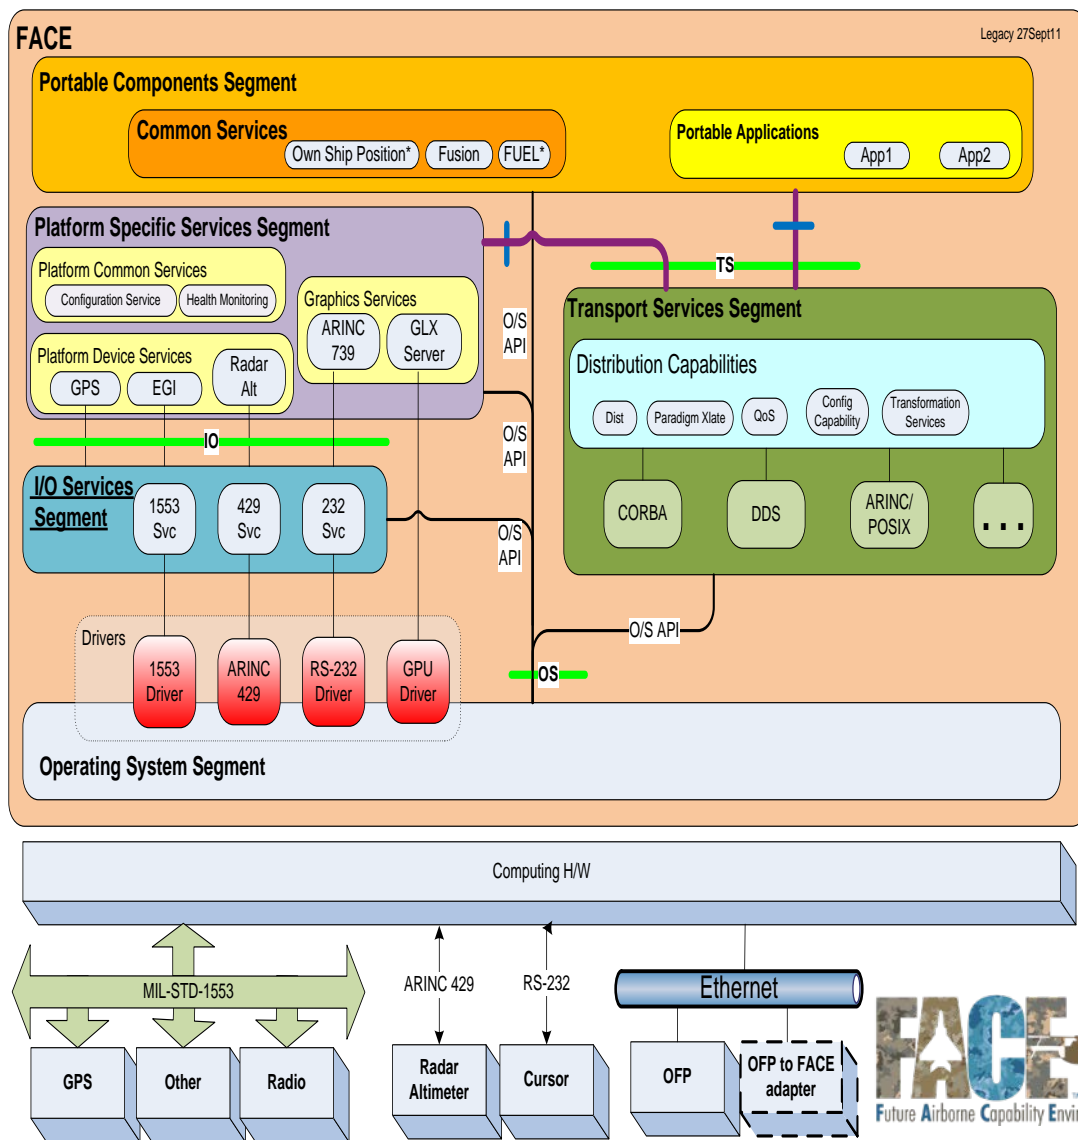 FACE
Legacy 27Sept11
Portable Components Segment
Common Services
Own Ship Position*
Fusion
FUEL*
Portable Applications
App1
App2
Platform Specific Services Segment
Platform Common Services
Configuration Service
Health Monitoring
Graphics Services
ARINC
739
GLX
Server
Platform Device Services
GPS
EGI
Radar
Alt
O/S
API
O/S
API
O/S
API
TS
Transport Services Segment
Distribution Capabilities
Dist
Paradigm Xlate
QoS
Config
Capability
Transformation
Services
CORBA
DDS
ARINC/
POSIX
...
IO
I/O Services
Segment
1553
Svc
429
Svc
232
Svc
O/S API
Drivers
1553
Driver
ARINC
429
RS-232
Driver
GPU
Driver
OS
Operating System Segment
Computing H/W
MIL-STD-1553
ARINC 429
RS-232
Ethernet
GPS
Other
Radio
Radar
Altimeter
Cursor
OFP
OFP to FACE
adapter
FACE
Future Airborne Capability Envi